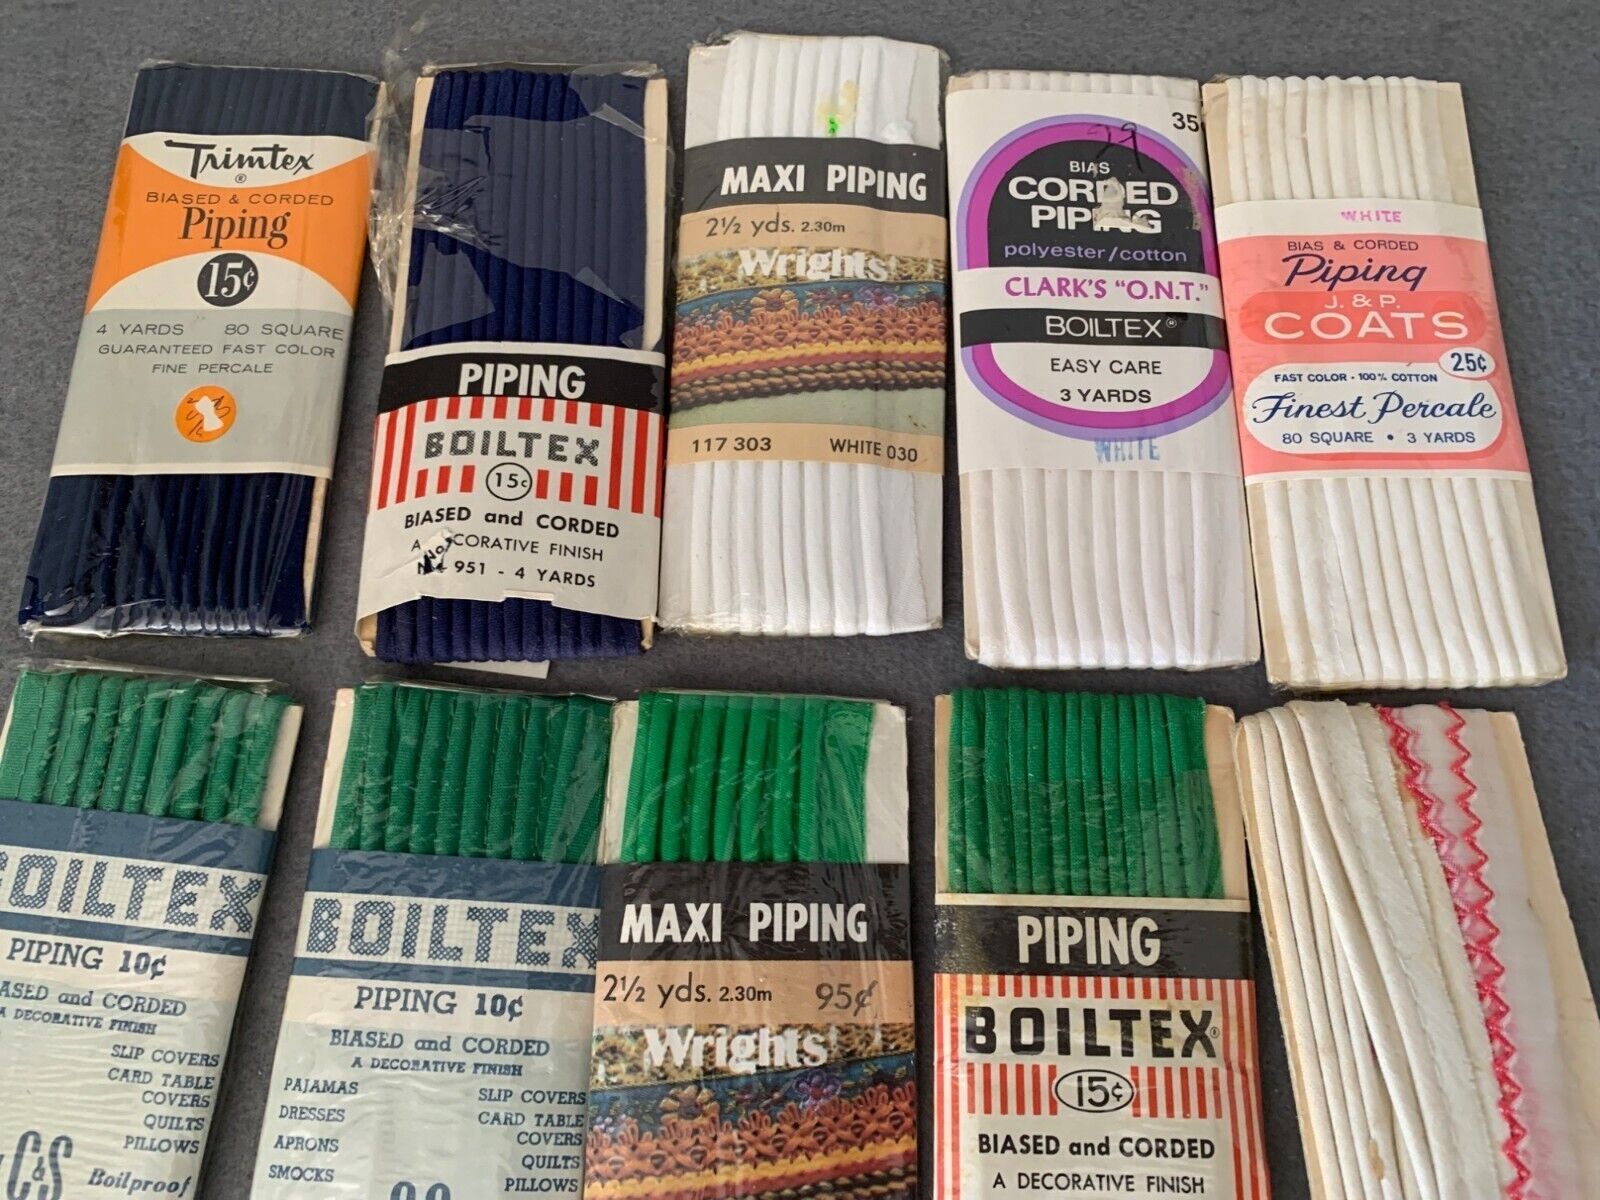 Trimtex
®
BIASED & CORDED
Piping
15¢
4 YARDS 80 SQUARE
GUARANTEED FAST COLOR
FINE PERCALE
PIPING
BOILTEX
15¢
BIASED and CORDED
A CORATIVE FINISH
No. 951 - 4 YARDS
MAXI PIPING
2½ yds. 2.30m
Wrights
117 303 WHITE 030
35¢
29
BIAS
CORDED
PIPING
polyester/cotton
CLARK'S "O.N.T."
BOILTEX®
EASY CARE
3 YARDS
WHITE
WHITE
BIAS & CORDED
Piping
J. & P.
COATS
25¢
FAST COLOR - 100% COTTON
Finest Percale
80 SQUARE • 3 YARDS
BOILTEX
PIPING 10¢
ASED and CORDED
A DECORATIVE FINISH
SLIP COVERS
CARD TABLE
COVERS
QUILTS
PILLOWS
C&S
Boilproof
BOILTEX
PIPING 10¢
BIASED and CORDED
A DECORATIVE FINISH
PAJAMAS SLIP COVERS
DRESSES CARD TABLE
COVERS
APRONS QUILTS
SMOCKS PILLOWS
MAXI PIPING
2½ yds. 2.30m 95¢
Wrights
PIPING
BOILTEX®
15¢
BIASED and CORDED
A DECORATIVE FINISH